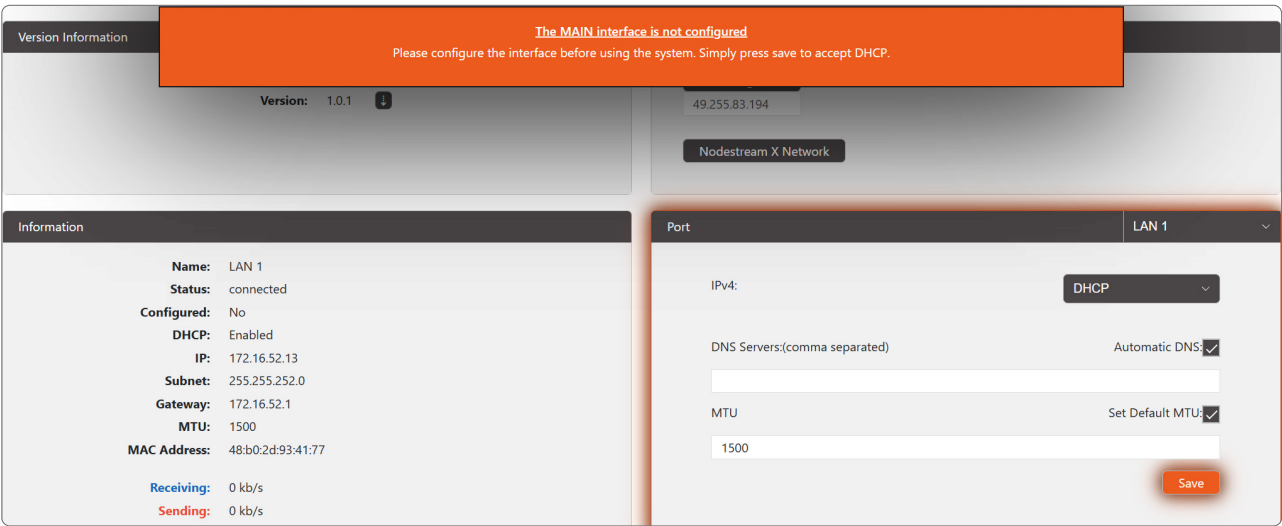 The MAIN interface is not configured
Please configure the interface before using the system. Simply press save to accept DHCP.
Version Information
Version: 1.0.1
49.255.83.194
Nodestream X Network
Information
Name: LAN 1
Status: connected
Configured: No
DHCP: Enabled
IP: 172.16.52.13
Subnet: 255.255.252.0
Gateway: 172.16.52.1
MTU: 1500
MAC Address: 48:b0:2d:93:41:77
Receiving: 0 kb/s
Sending: 0 kb/s
Port LAN 1
IPv4: DHCP
DNS Servers:(comma separated) Automatic DNS:
MTU Set Default MTU:
1500
Save